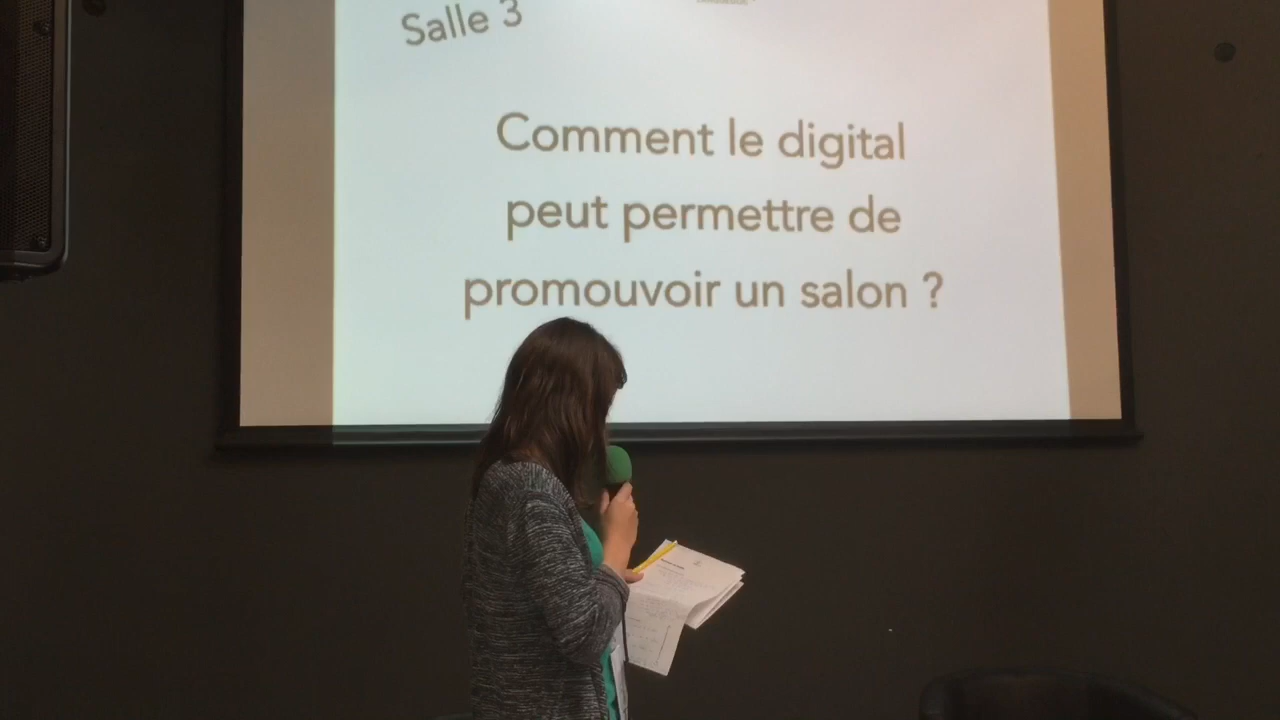 Salle 3
Comment le digital
peut permettre de
promouvoir un salon ?